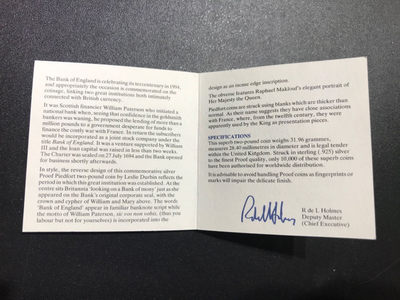 The Bank of England is celebrating its tercentenary in 1994,
and appropriately the occasion is commemorated on the
coinage, linking two great institutions both intimately
connected with British currency.
It was Scotish financier William Paterson who initiated a
national bank when, seeing that confidence in the goldsmith
bankers was waning, he proposed the lending of more than a
million pounds to a government desperate for funds to
finance the costly war with France. In return the subscribers
would be incorporated as a joint stock company under the
title Bank of England. It was a venture supported by William
III and the loan capital was raised in less than two weeks.
The Charter was sealed on 27 July 1694 and the Bank opened
for business shortly afterwards.
In style, the reverse design of this commemorative silver
Proof Piedfort two-pound coin by Leslie Durbin reflects the
period in which this great institution was established. At the
centre sits Britannia 'looking on a Bank of mony' just as she
appeared on the Bank's original corporate seal, with the
crown and cypher of William and Mary above. The words
'Bank of England' appear in familiar banknote script while
the motto of William Paterson, sic vos non vobis, (thus you
labour but not for yourselves) is incorporated into the
design as an incuse edge inscription.
The obverse features Raphael Maklouf's elegant portrait of
Her Majesty the Queen.
Piedfort coins are struck using blanks which are thicker than
normal. As their name suggests they have close associations
with France, where, from the twelfth century, they were
apparently used by the King as presentation pieces.
SPECIFICATIONS
This superb two-pound coin weighs 31.96 grammes,
measures 28.40 millimetres in diameter and is legal tender
within the United Kingdom. Struck in sterling (.925) silver
to the finest Proof quality, only 10,000 of these superb coins
have been authorised for worldwide distribution.
It is advisable to avoid handling Proof coins as fingerprints or
marks will impair the delicate finish.
R de L Holmes
Deputy Master
(Chief Executive)